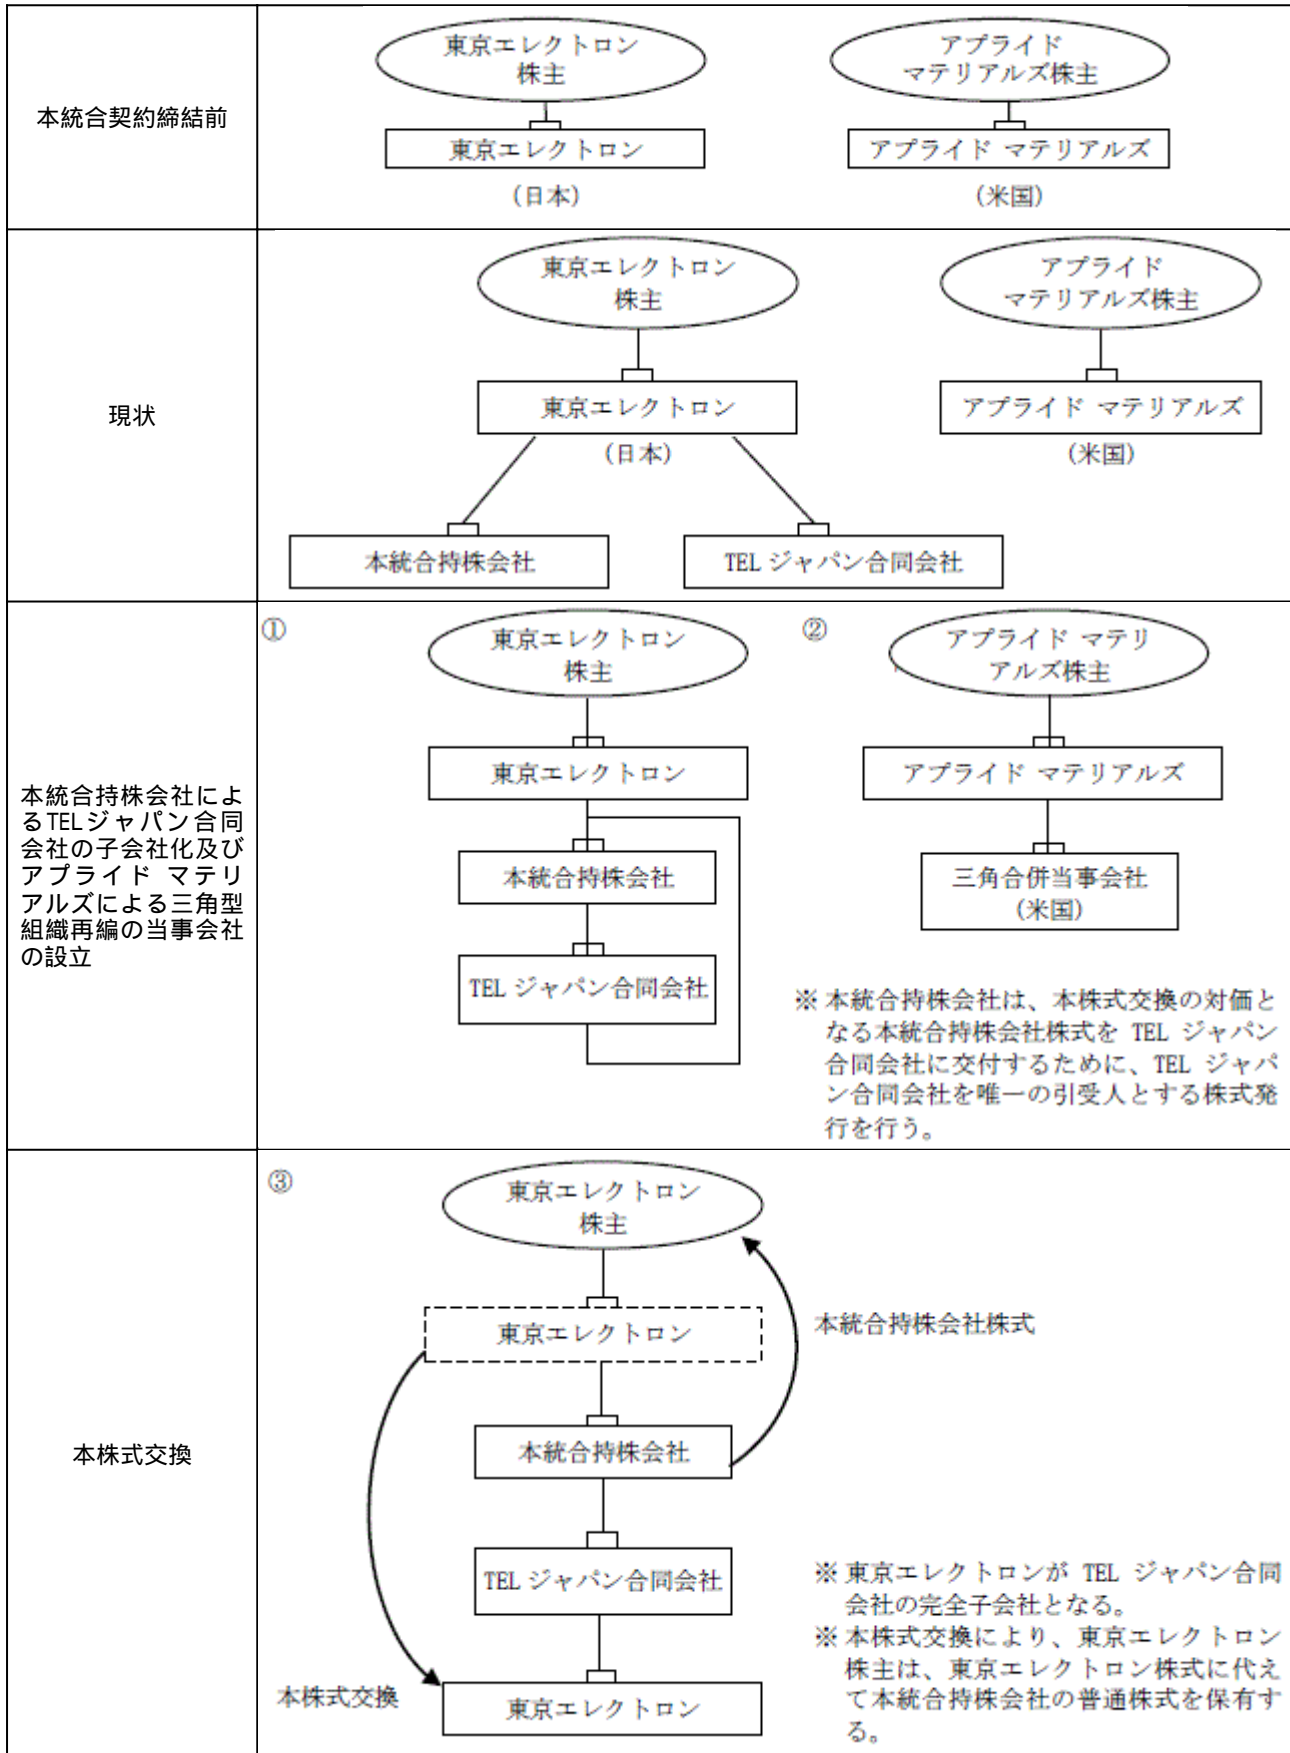 本統合契約締結前
東京エレクトロン
株主
東京エレクトロン
(日本)
アプライド
マテリアルズ株主
アプライド マテリアルズ
(米国)
現状
東京エレクトロン
株主
東京エレクトロン
(日本)
本統合持株会社
TEL ジャパン合同会社
アプライド
マテリアルズ株主
アプライド マテリアルズ
(米国)
本統合持株会社によ
るTELジャパン合同
会社の子会社化及び
アプライド マテリ
アルズによる三角型
組織再編の当事会社
の設立
①
東京エレクトロン
株主
東京エレクトロン
本統合持株会社
TEL ジャパン合同会社
②
アプライド マテリ
アルズ株主
アプライド マテリアルズ
三角合併当事会社
(米国)
※ 本統合持株会社は、本株式交換の対価と
なる本統合持株会社株式を TEL ジャパン
合同会社に交付するために、TEL ジャパ
ン合同会社を唯一の引受人とする株式発
行を行う。
本株式交換
③
東京エレクトロン
株主
東京エレクトロン
本統合持株会社株式
本統合持株会社
TEL ジャパン合同会社
本株式交換
東京エレクトロン
※ 東京エレクトロンが TEL ジャパン合同
会社の完全子会社となる。
※ 本株式交換により、東京エレクトロン
株主は、東京エレクトロン株式に代え
て本統合持株会社の普通株式を保有す
る。